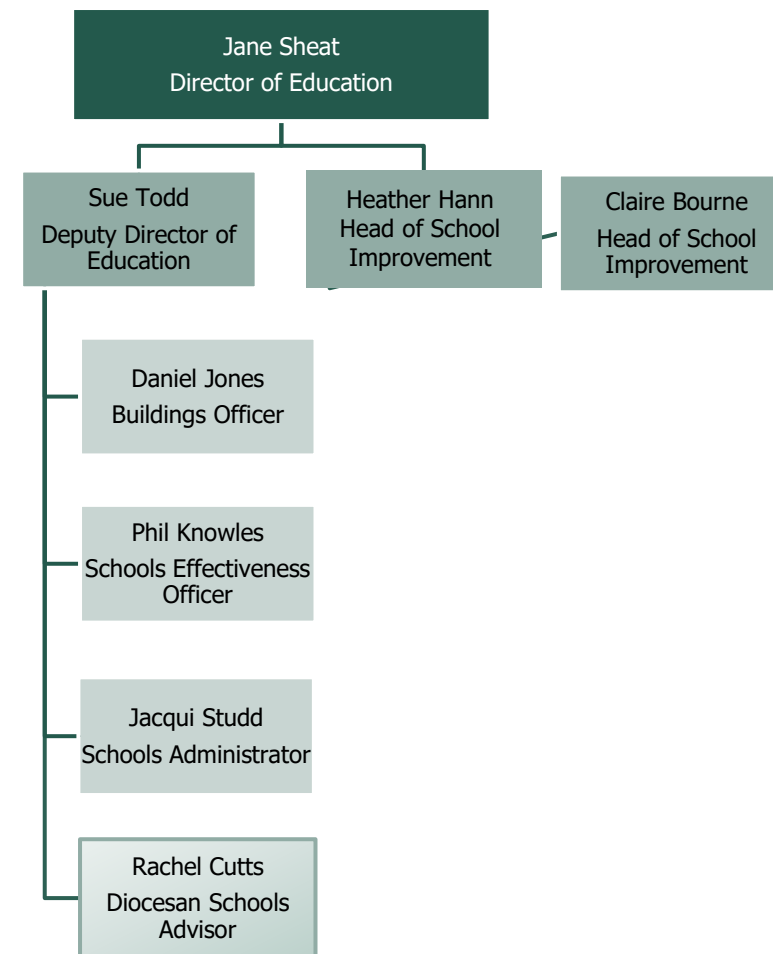 Jane Sheat
Director of Education
Sue Todd
Deputy Director of
Education
Heather Hann
Head of School
Improvement
Claire Bourne
Head of School
Improvement
Daniel Jones
Buildings Officer
Phil Knowles
Schools Effectiveness
Officer
Jacqui Studd
Schools Administrator
Rachel Cutts
Diocesan Schools
Advisor